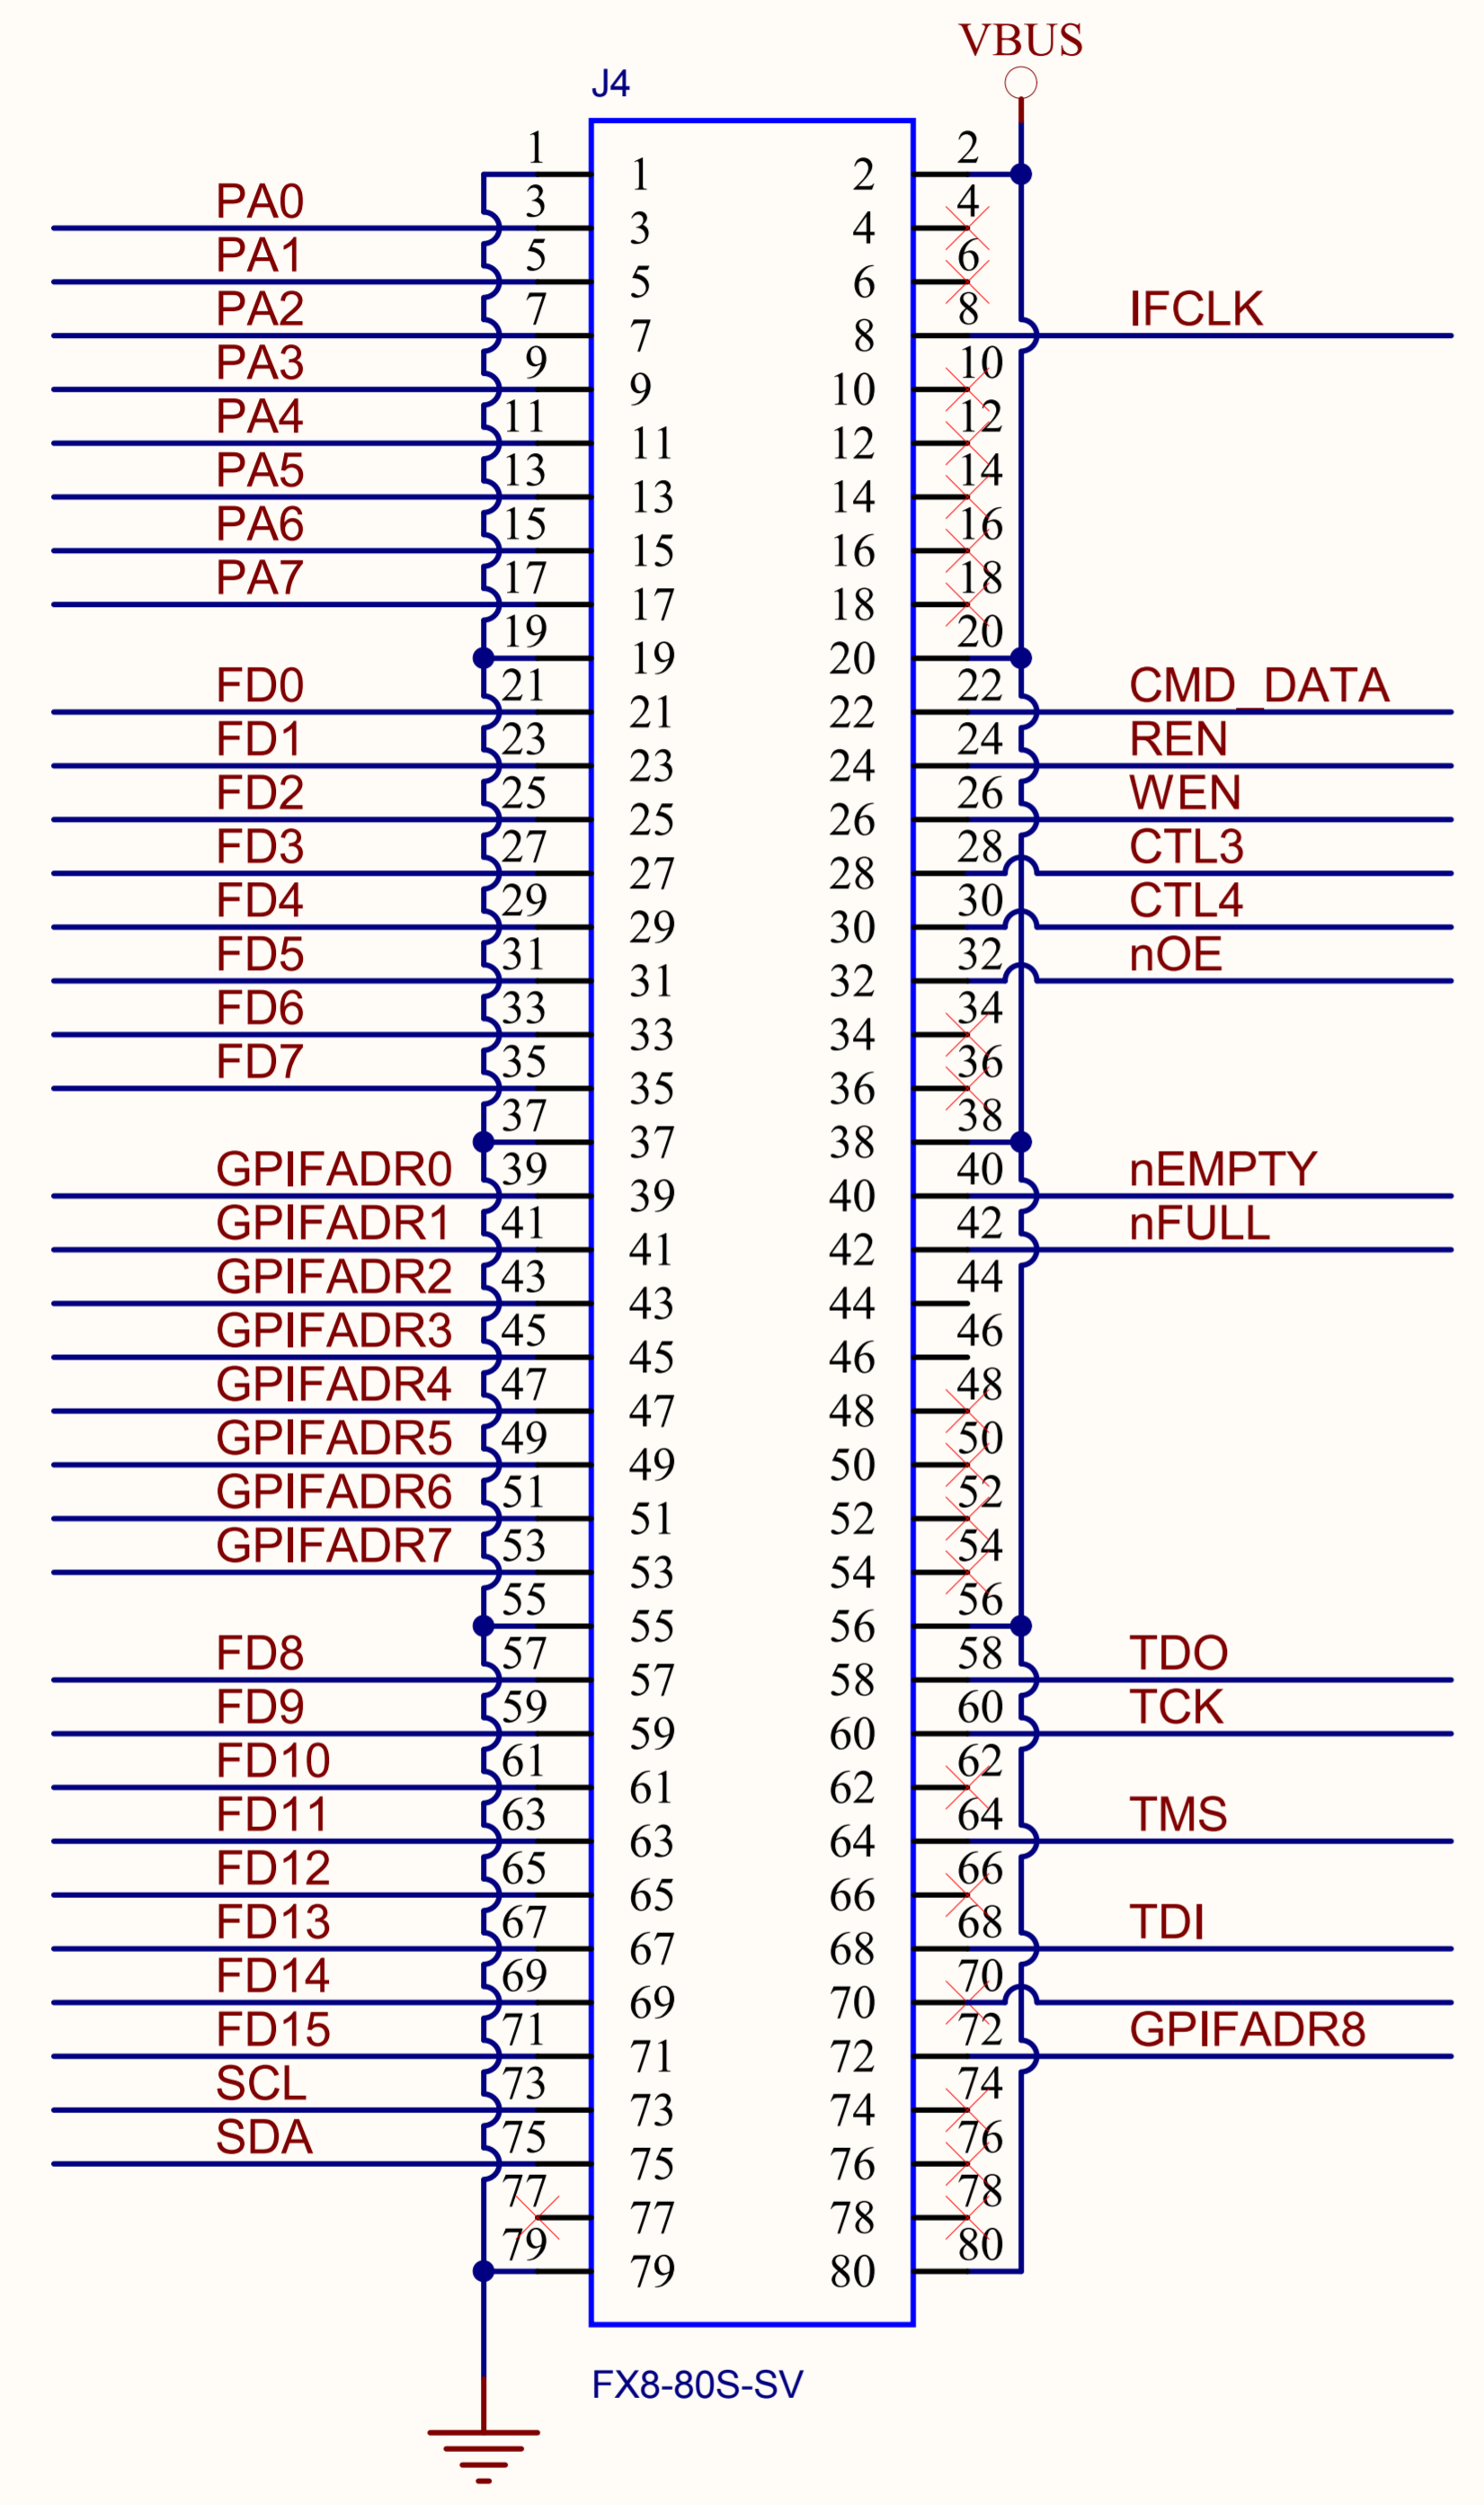 VBUS
J4
1 1 2 2
PA0 3 3 4 4
PA1 5 5 6 6
PA2 7 7 8 8 IFCLK
PA3 9 9 10 10
PA4 11 11 12 12
PA5 13 13 14 14
PA6 15 15 16 16
PA7 17 17 18 18
19 19 20 20
FD0 21 21 22 22 CMD_DATA
FD1 23 23 24 24 REN
FD2 25 25 26 26 WEN
FD3 27 27 28 28 CTL3
FD4 29 29 30 30 CTL4
FD5 31 31 32 32 nOE
FD6 33 33 34 34
FD7 35 35 36 36
37 37 38 38
GPIFADR0 39 39 40 40 nEMPTY
GPIFADR1 41 41 42 42 nFULL
GPIFADR2 43 43 44 44
GPIFADR3 45 45 46 46
GPIFADR4 47 47 48 48
GPIFADR5 49 49 50 50
GPIFADR6 51 51 52 52
GPIFADR7 53 53 54 54
55 55 56 56
FD8 57 57 58 58 TDO
FD9 59 59 60 60 TCK
FD10 61 61 62 62
FD11 63 63 64 64 TMS
FD12 65 65 66 66
FD13 67 67 68 68 TDI
FD14 69 69 70 70
FD15 71 71 72 72 GPIFADR8
SCL 73 73 74 74
SDA 75 75 76 76
77 77 78 78
79 79 80 80
FX8-80S-SV